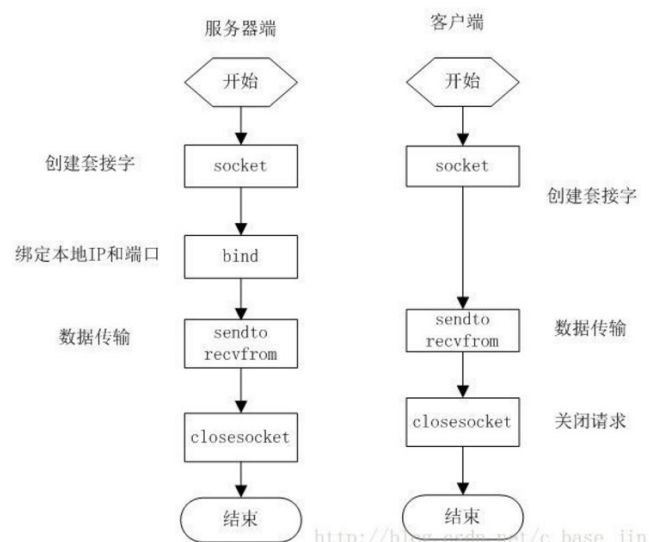 服务器端
客户端
开始
开始
创建套接字
socket
socket
创建套接字
绑定本地IP和端口
bind
数据传输
sendto
recvfrom
sendto
recvfrom
数据传输
closesocket
closesocket
关闭请求
结束
结束